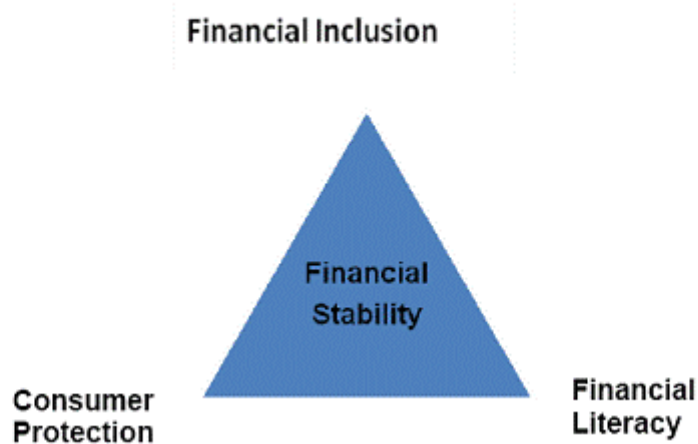 Financial Inclusion
Financial
Stability
Consumer
Protection
Financial
Literacy